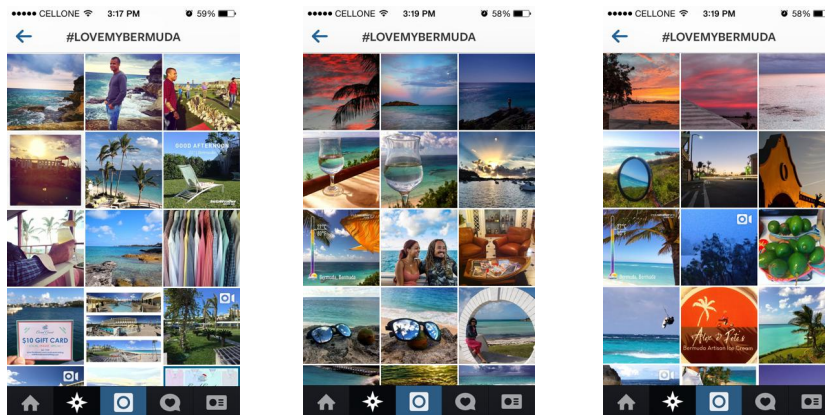 CELLONE 3:17 PM 59%
#LOVEMYBERMUDA
GOOD AFTERNOON
$10 GIFT CARD
CELLONE 3:19 PM 58%
#LOVEMYBERMUDA
Bermuda, Bermuda
CELLONE 3:19 PM 58%
#LOVEMYBERMUDA
Bermuda, Bermuda
Alex & Pete's
Bermuda Artisan Ice Cream